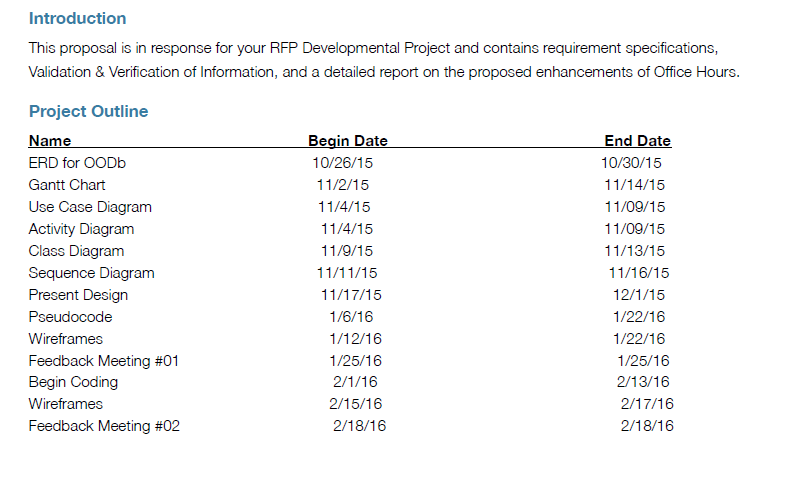 Introduction
This proposal is in response for your RFP Developmental Project and contains requirement specifications,
Validation & Verification of Information, and a detailed report on the proposed enhancements of Office Hours.
Project Outline
Name Begin Date End Date
ERD for OODb 10/26/15 10/30/15
Gantt Chart 11/2/15 11/14/15
Use Case Diagram 11/4/15 11/09/15
Activity Diagram 11/4/15 11/09/15
Class Diagram 11/9/15 11/13/15
Sequence Diagram 11/11/15 11/16/15
Present Design 11/17/15 12/1/15
Pseudocode 1/6/16 1/22/16
Wireframes 1/12/16 1/22/16
Feedback Meeting #01 1/25/16 1/25/16
Begin Coding 2/1/16 2/13/16
Wireframes 2/15/16 2/17/16
Feedback Meeting #02 2/18/16 2/18/16